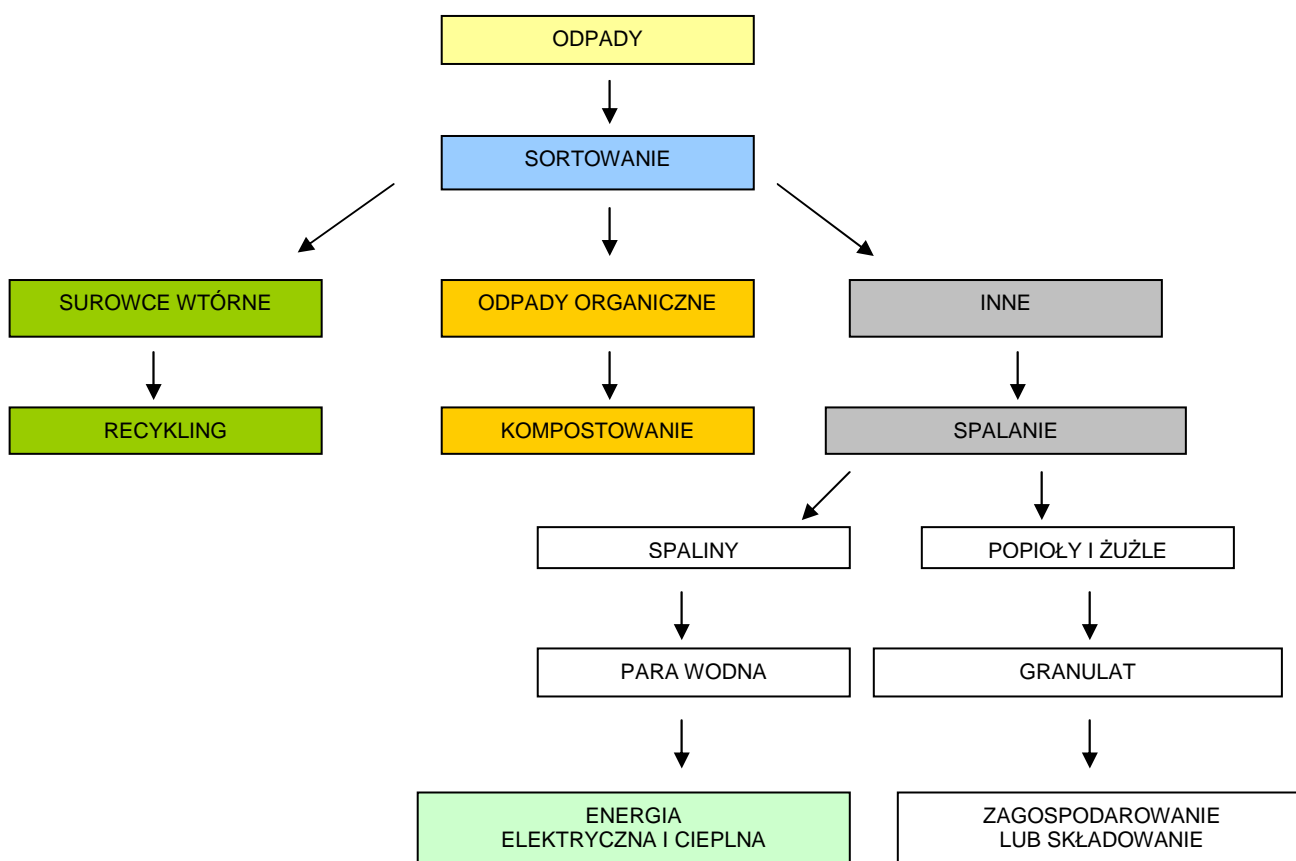 ODPADY
SORTOWANIE
SUROWCE WTÓRNE
ODPADY ORGANICZNE
INNE
RECYKLING
KOMPOSTOWANIE
SPALANIE
SPALINY
POPIOŁY I ŻUŻLE
PARA WODNA
GRANULAT
ENERGIA
ELEKTRYCZNA I CIEPLNA
ZAGOSPODAROWANIE
LUB SKŁADOWANIE